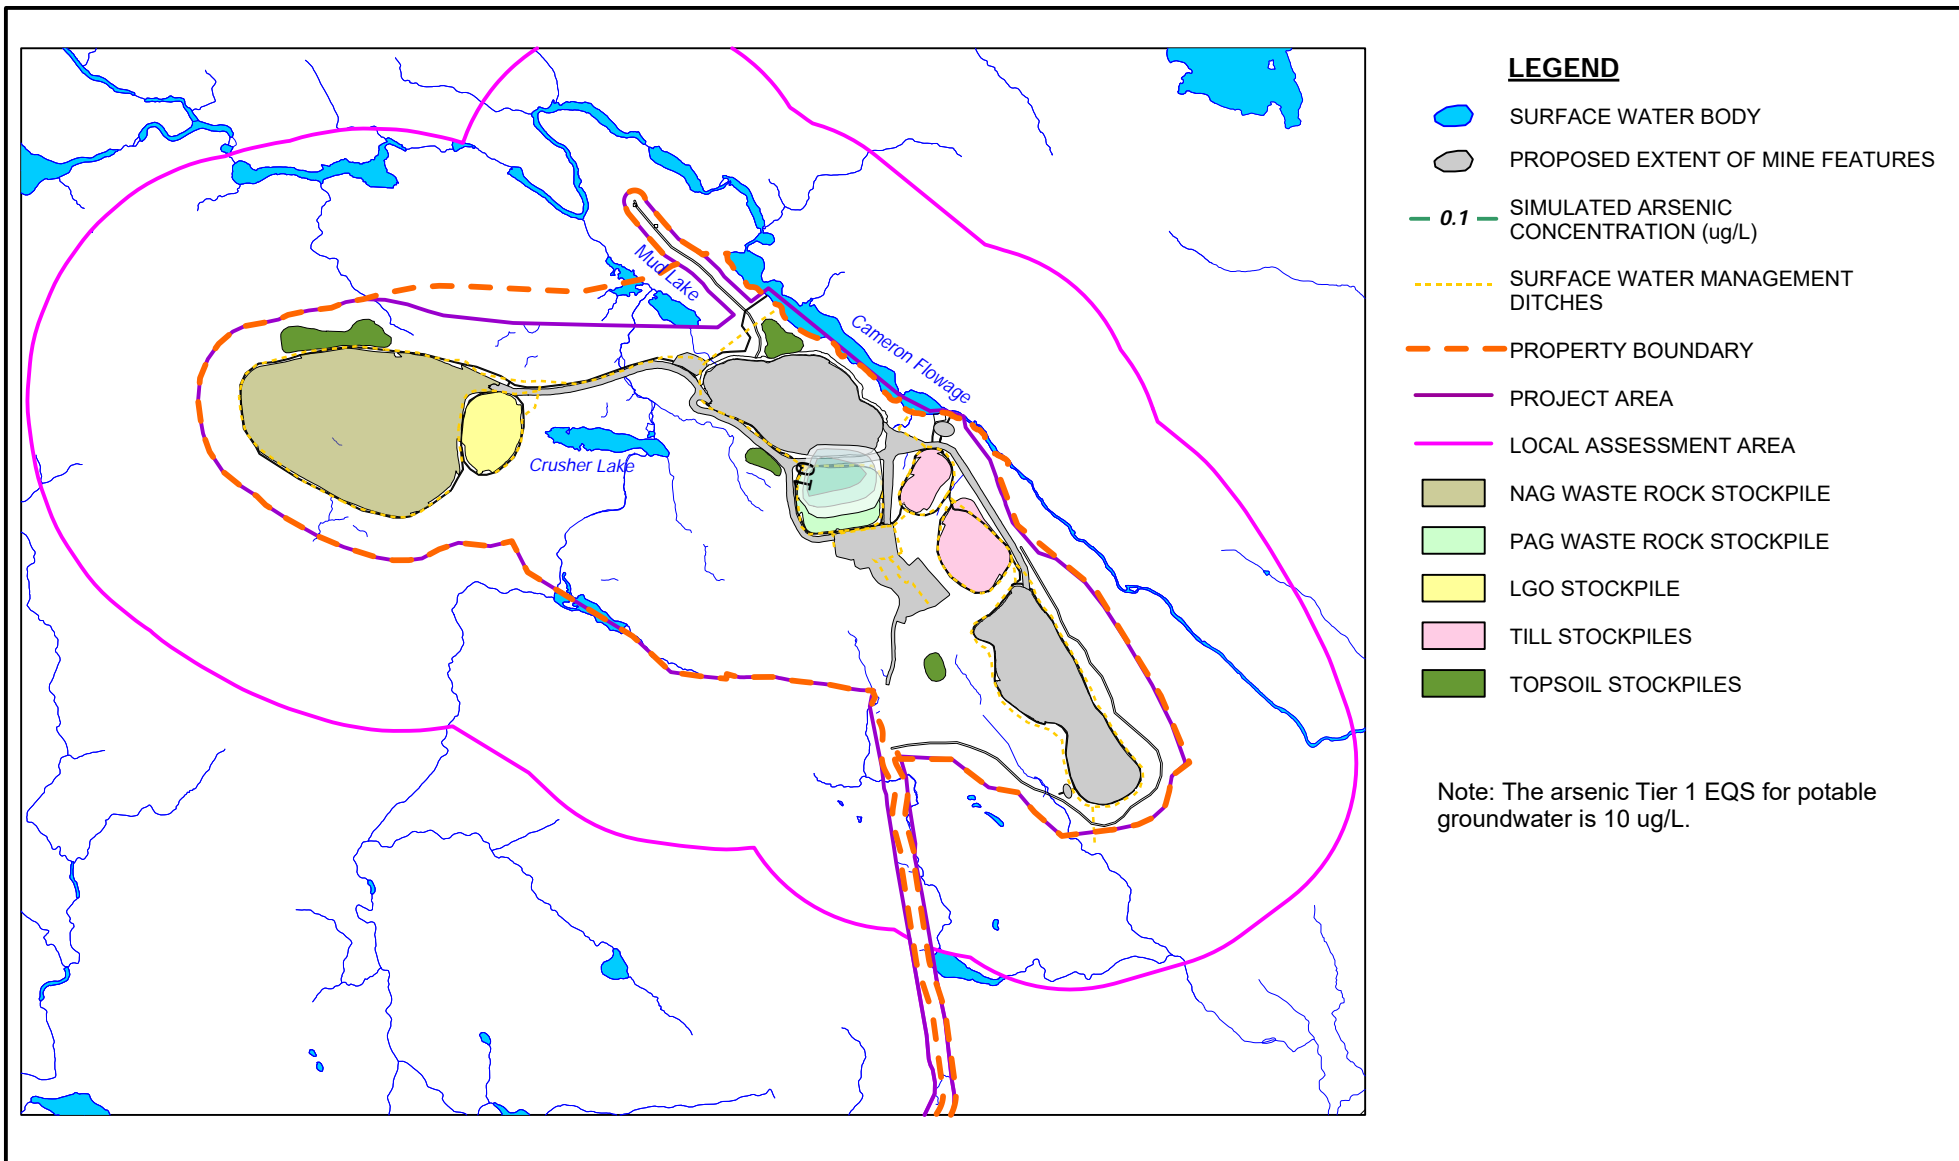 LEGEND
SURFACE WATER BODY
PROPOSED EXTENT OF MINE FEATURES
0.1
SIMULATED ARSENIC
CONCENTRATION (ug/L)
SURFACE WATER MANAGEMENT
DITCHES
PROPERTY BOUNDARY
PROJECT AREA
LOCAL ASSESSMENT AREA
NAG WASTE ROCK STOCKPILE
PAG WASTE ROCK STOCKPILE
LGO STOCKPILE
TILL STOCKPILES
TOPSOIL STOCKPILES
Note: The arsenic Tier 1 EQS for potable
groundwater is 10 ug/L.
Mud Lake
Cameron Flowage
Crusher Lake